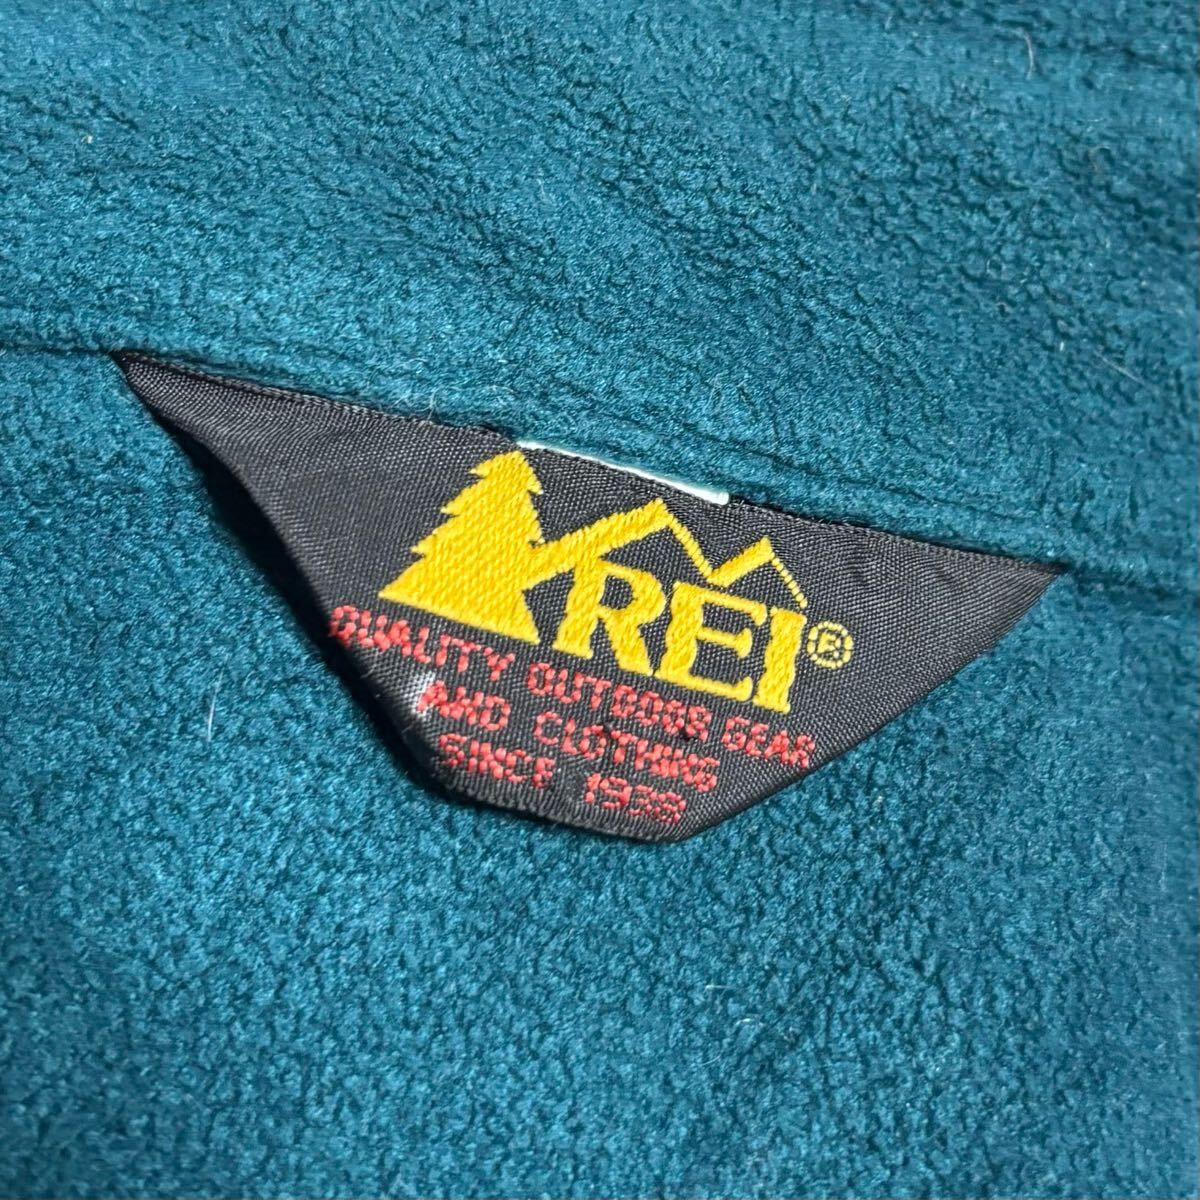 REI®
QUALITY OUTDOOR GEAR
AND CLOTHING
SINCE 1938